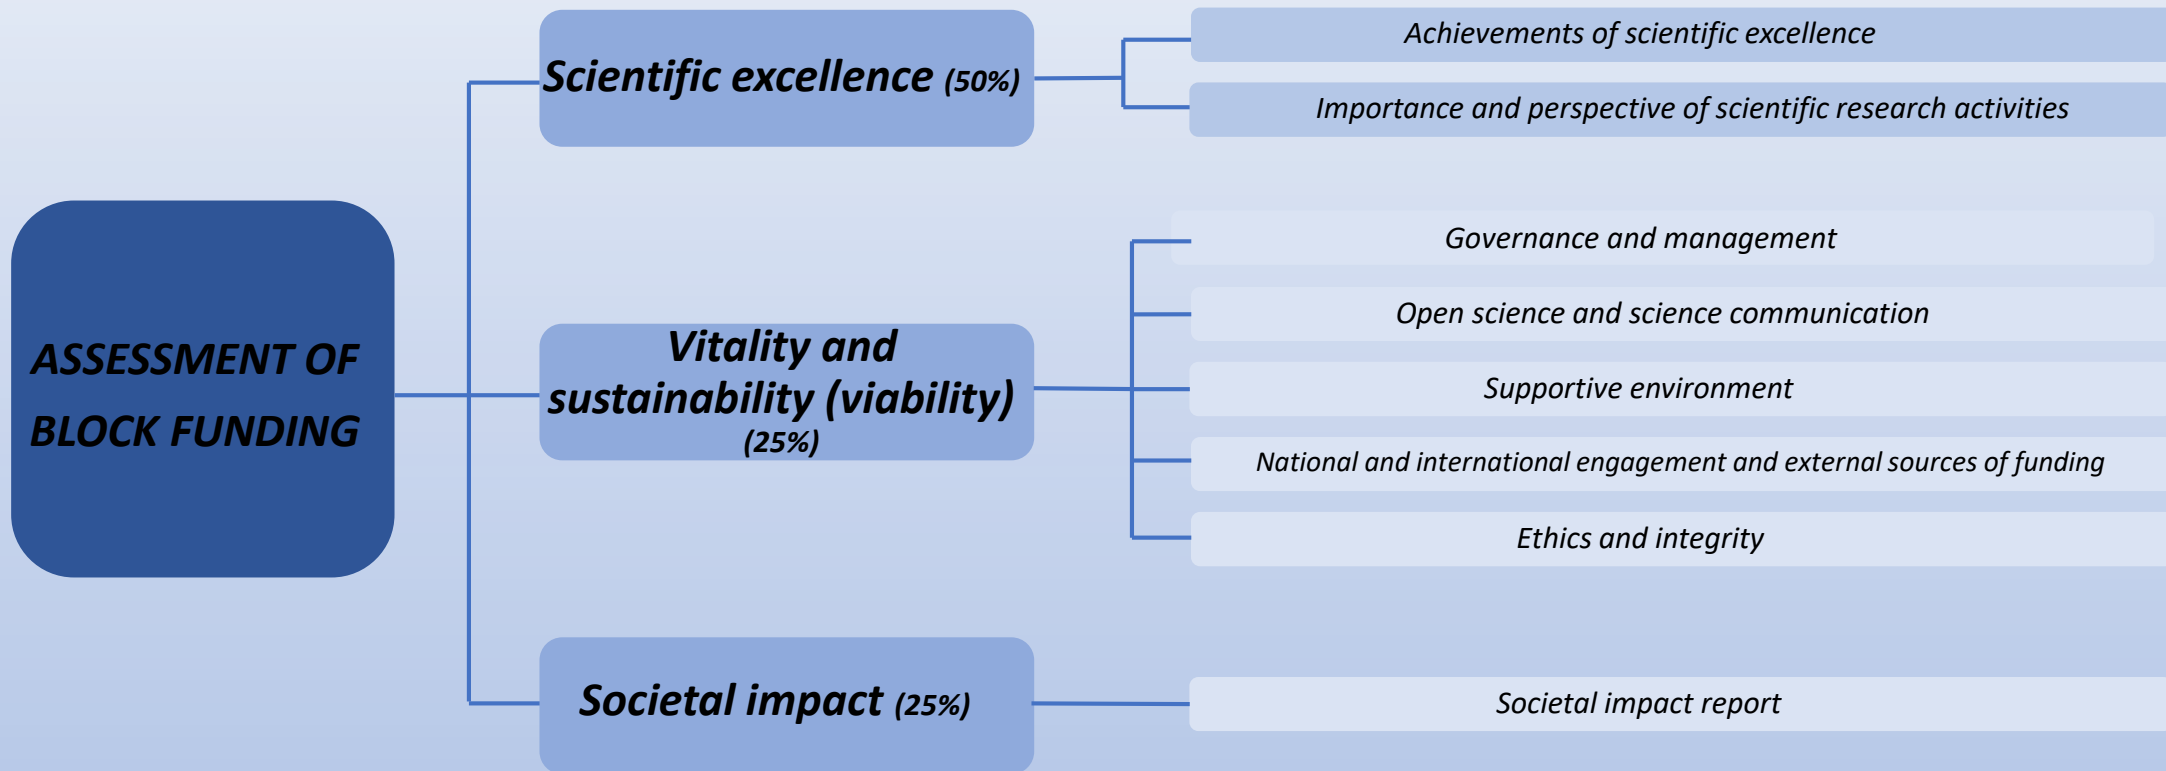 ASSESSMENT OF
BLOCK FUNDING
Scientific excellence (50%)
Achievements of scientific excellence
Importance and perspective of scientific research activities
Vitality and
sustainability (viability)
(25%)
Governance and management
Open science and science communication
Supportive environment
National and international engagement and external sources of funding
Ethics and integrity
Societal impact (25%)
Societal impact report